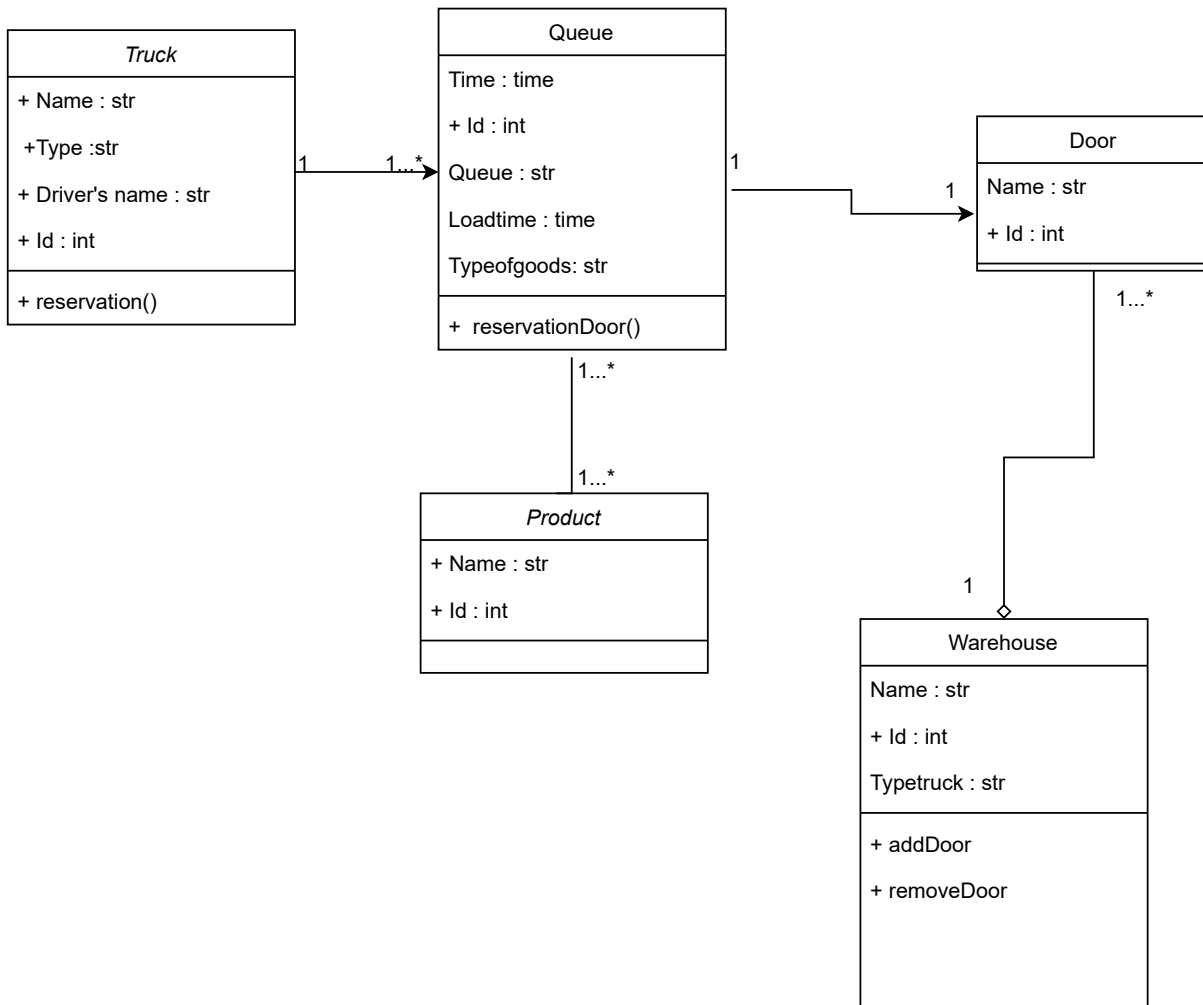 Truck
+ Name : str
+Type :str
+ Driver's name : str
+ Id : int
+ reservation()
1
1...*
Queue
Time : time
+ Id : int
Queue : str
Loadtime : time
Typeofgoods: str
+ reservationDoor()
1
1
Door
Name : str
+ Id : int
1...*
1...*
1...*
Product
+ Name : str
+ Id : int
1
Warehouse
Name : str
+ Id : int
Typetruck : str
+ addDoor
+ removeDoor